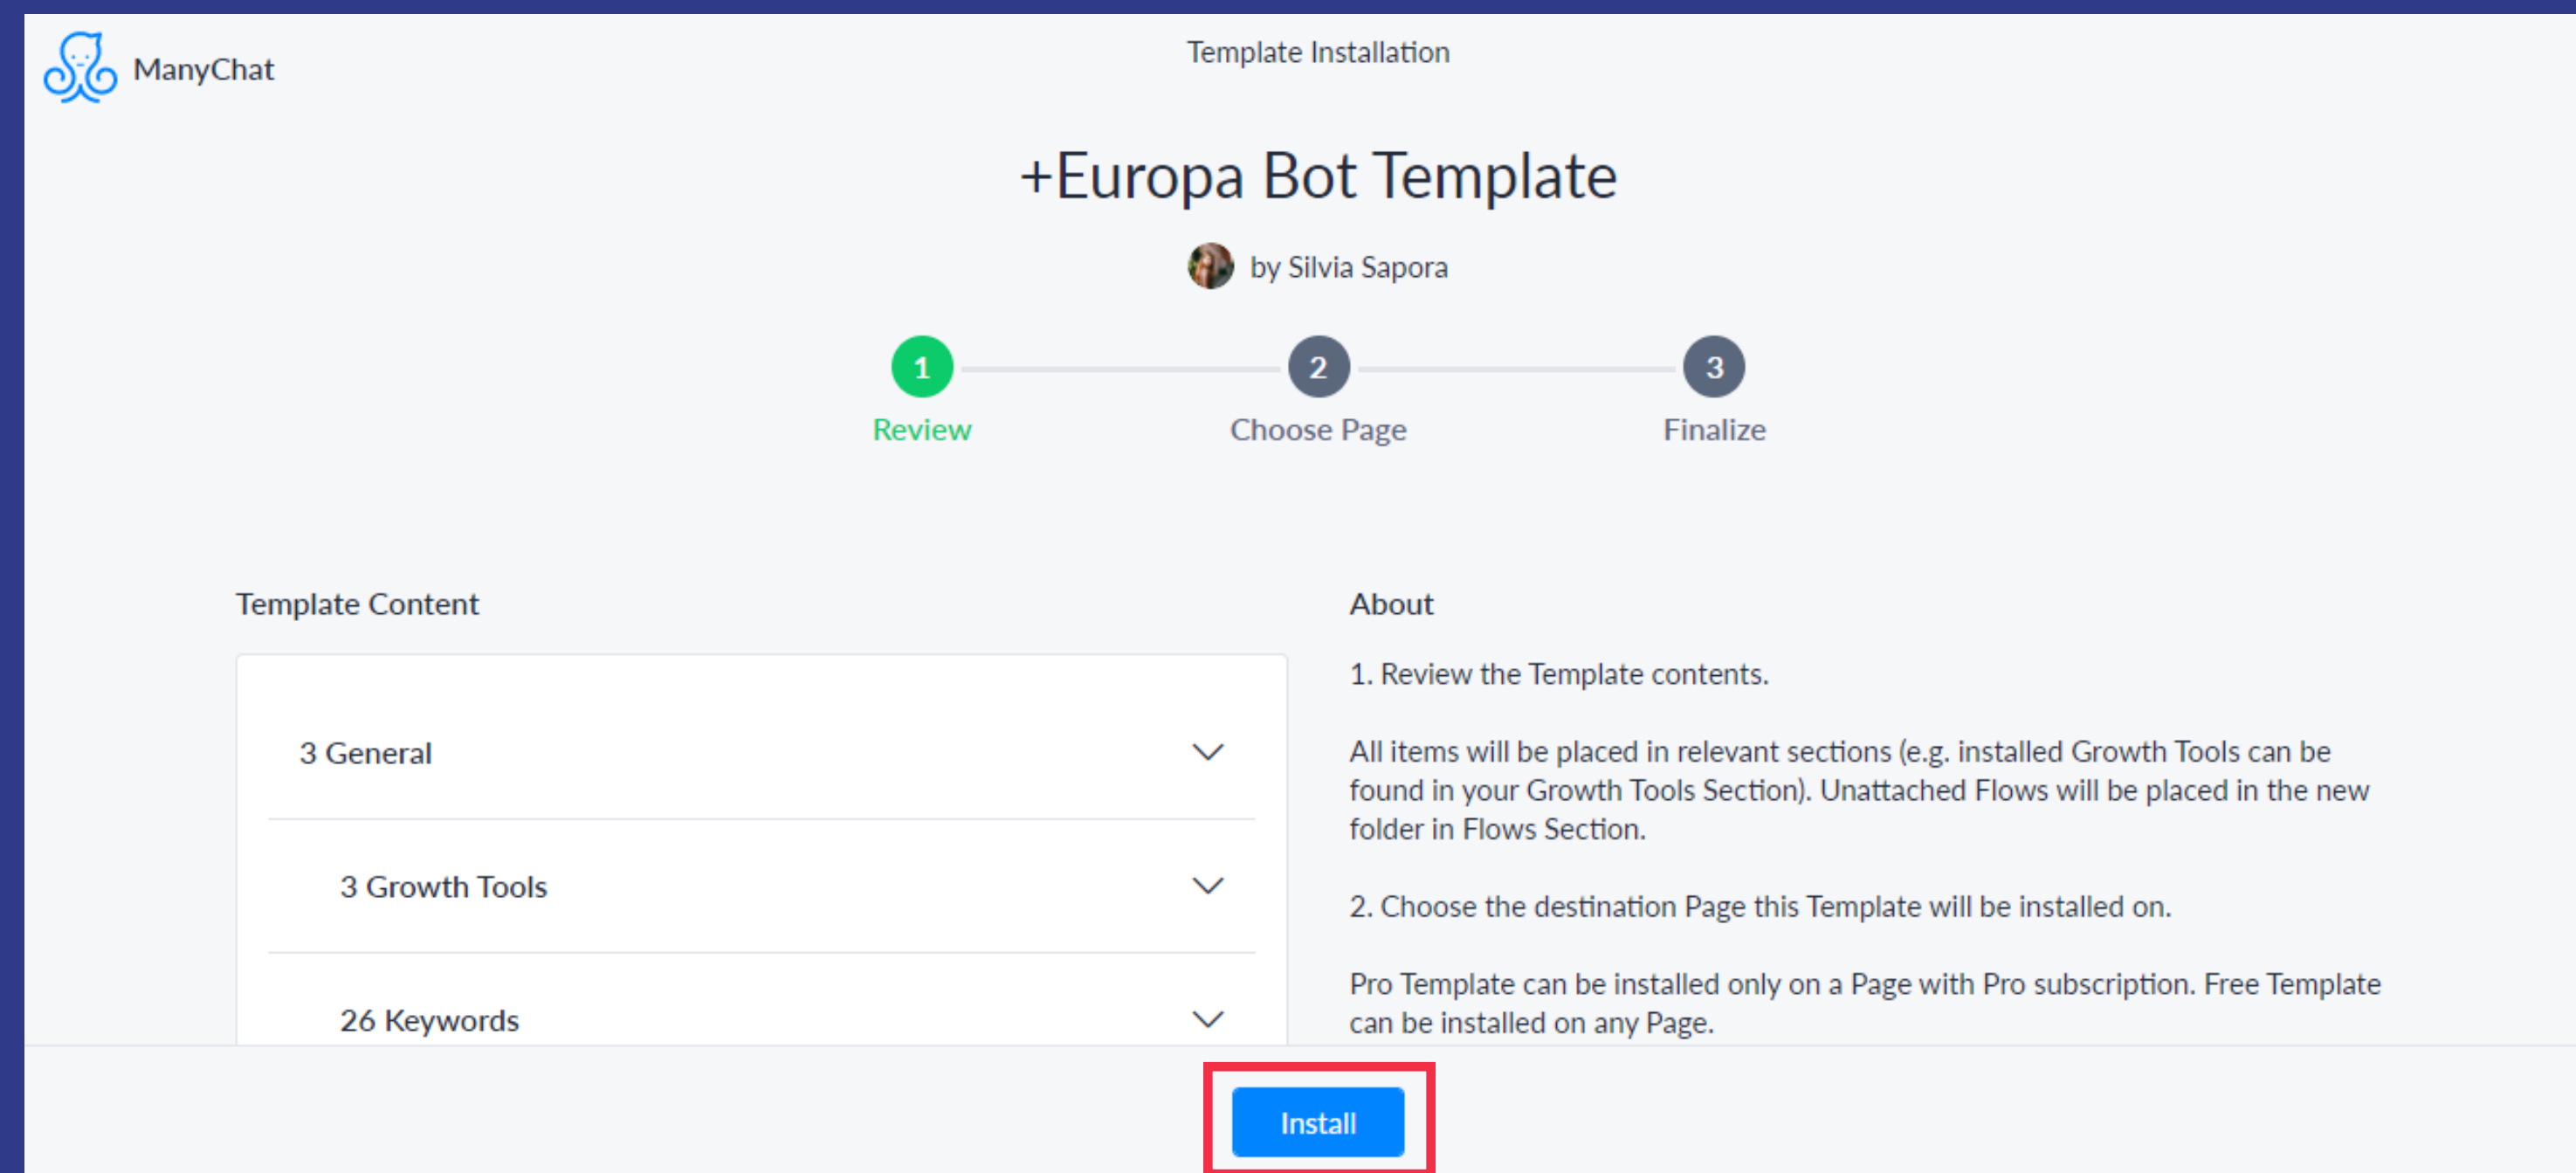 ManyChat
Template Installation
+Europa Bot Template
by Silvia Sapora
1
2
3
Review
Choose Page
Finalize
Template Content
3 General
3 Growth Tools
26 Keywords
About
1. Review the Template contents.
All items will be placed in relevant sections (e.g. installed Growth Tools can be
found in your Growth Tools Section). Unattached Flows will be placed in the new
folder in Flows Section.
2. Choose the destination Page this Template will be installed on.
Pro Template can be installed only on a Page with Pro subscription. Free Template
can be installed on any Page.
Install